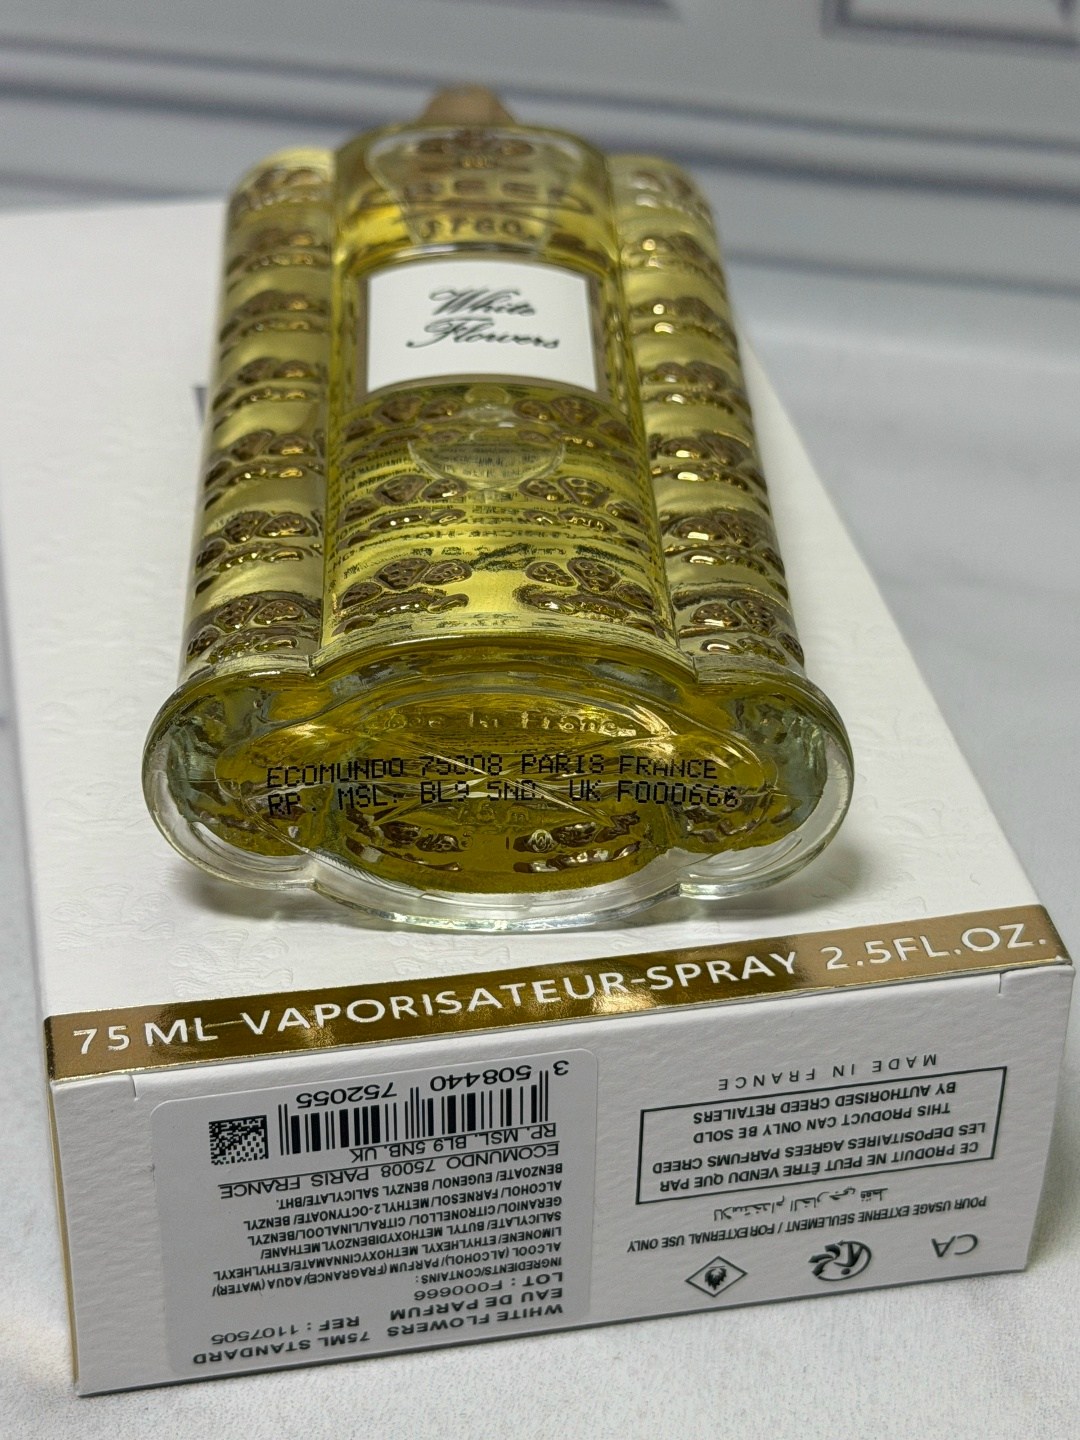 CREED
1760
White
Flowers
ECOMUNDO 75008 PARIS FRANCE
RP. MSL. BL9 5NB. UK F000666
75 ML VAPORISATEUR-SPRAY 2.5FL.OZ.
WHITE FLOWERS 75ML STANDARD
EAU DE PARFUM REF : 1107505
LOT : F000666
INGREDIENTS/CONTAINS :
ALCOOL (ALCOHOL)/ PARFUM (FRAGRANCE)/AQUA (WATER)/
LIMONENE/ETHYLHEXYL METHOXYCINNAMATE/ETHYLHEXYL
SALICYLATE/ BUTYL METHOXYDIBENZOYLMETHANE/
GERANIOL/ CITRONELLOL/ CITRAL/LINALOOL/BENZYL
ALCOHOL/ FARNESOL/ METHYL-2-OCTYNOATE/ BENZYL
BENZOATE/ EUGENOL/ BENZYL SALICYLATE/BHT.
ECOMUNDO 75008 PARIS FRANCE
RP. MSL. BL9 5NB. UK
3 508440 752055
CA
POUR USAGE EXTERNE SEULEMENT / FOR EXTERNAL USE ONLY
للاستخدام الخارجي فقط
CE PRODUIT NE PEUT ÊTRE VENDU QUE PAR
LES DEPOSITAIRES AGREES PARFUMS CREED
THIS PRODUCT CAN ONLY BE SOLD
BY AUTHORISED CREED RETAILERS
MADE IN FRANCE